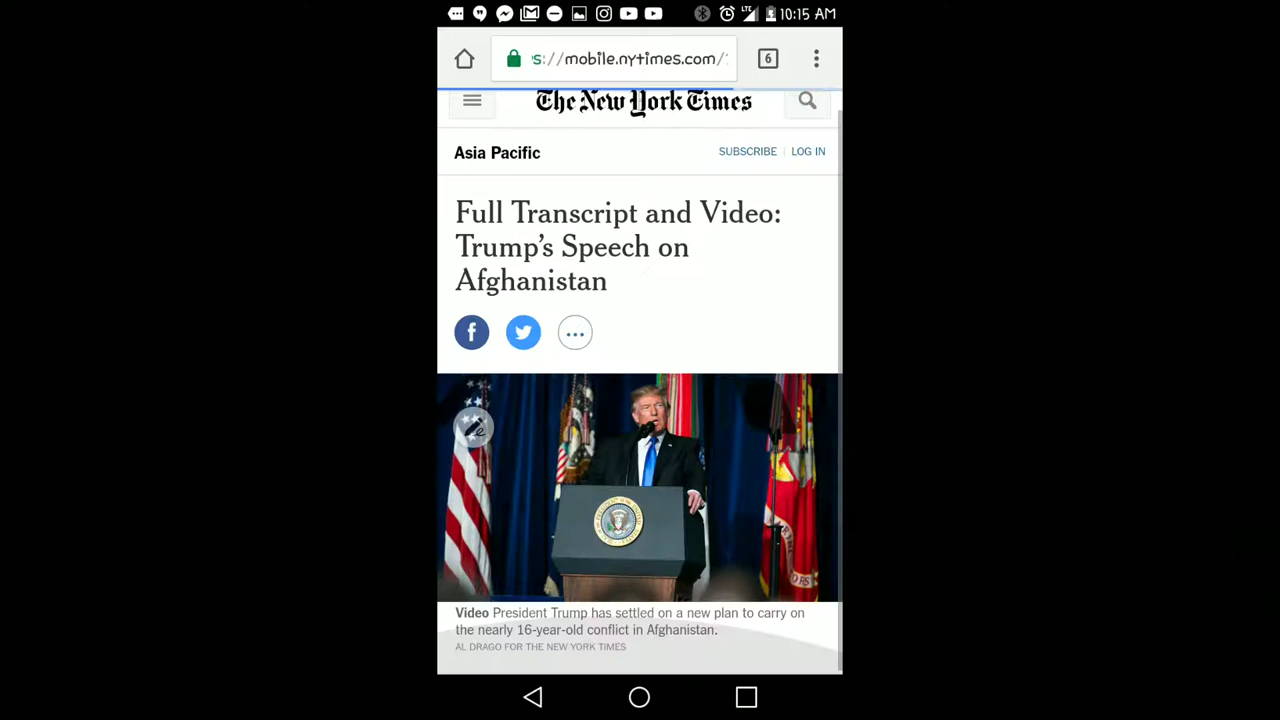 LTE 10:15 AM
s://mobile.nytimes.com/ 6
The New York Times
Asia Pacific SUBSCRIBE LOG IN
Full Transcript and Video:
Trump's Speech on
Afghanistan
f
Video President Trump has settled on a new plan to carry on
the nearly 16-year-old conflict in Afghanistan.
AL DRAGO FOR THE NEW YORK TIMES